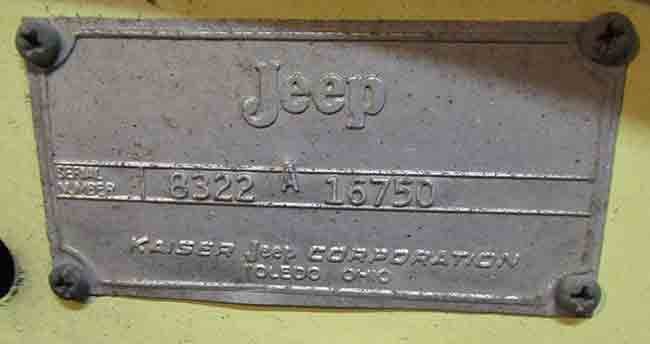 Jeep
SERIAL
NUMBER 8322 A 16750
KAISER Jeep CORPORATION
TOLEDO OHIO